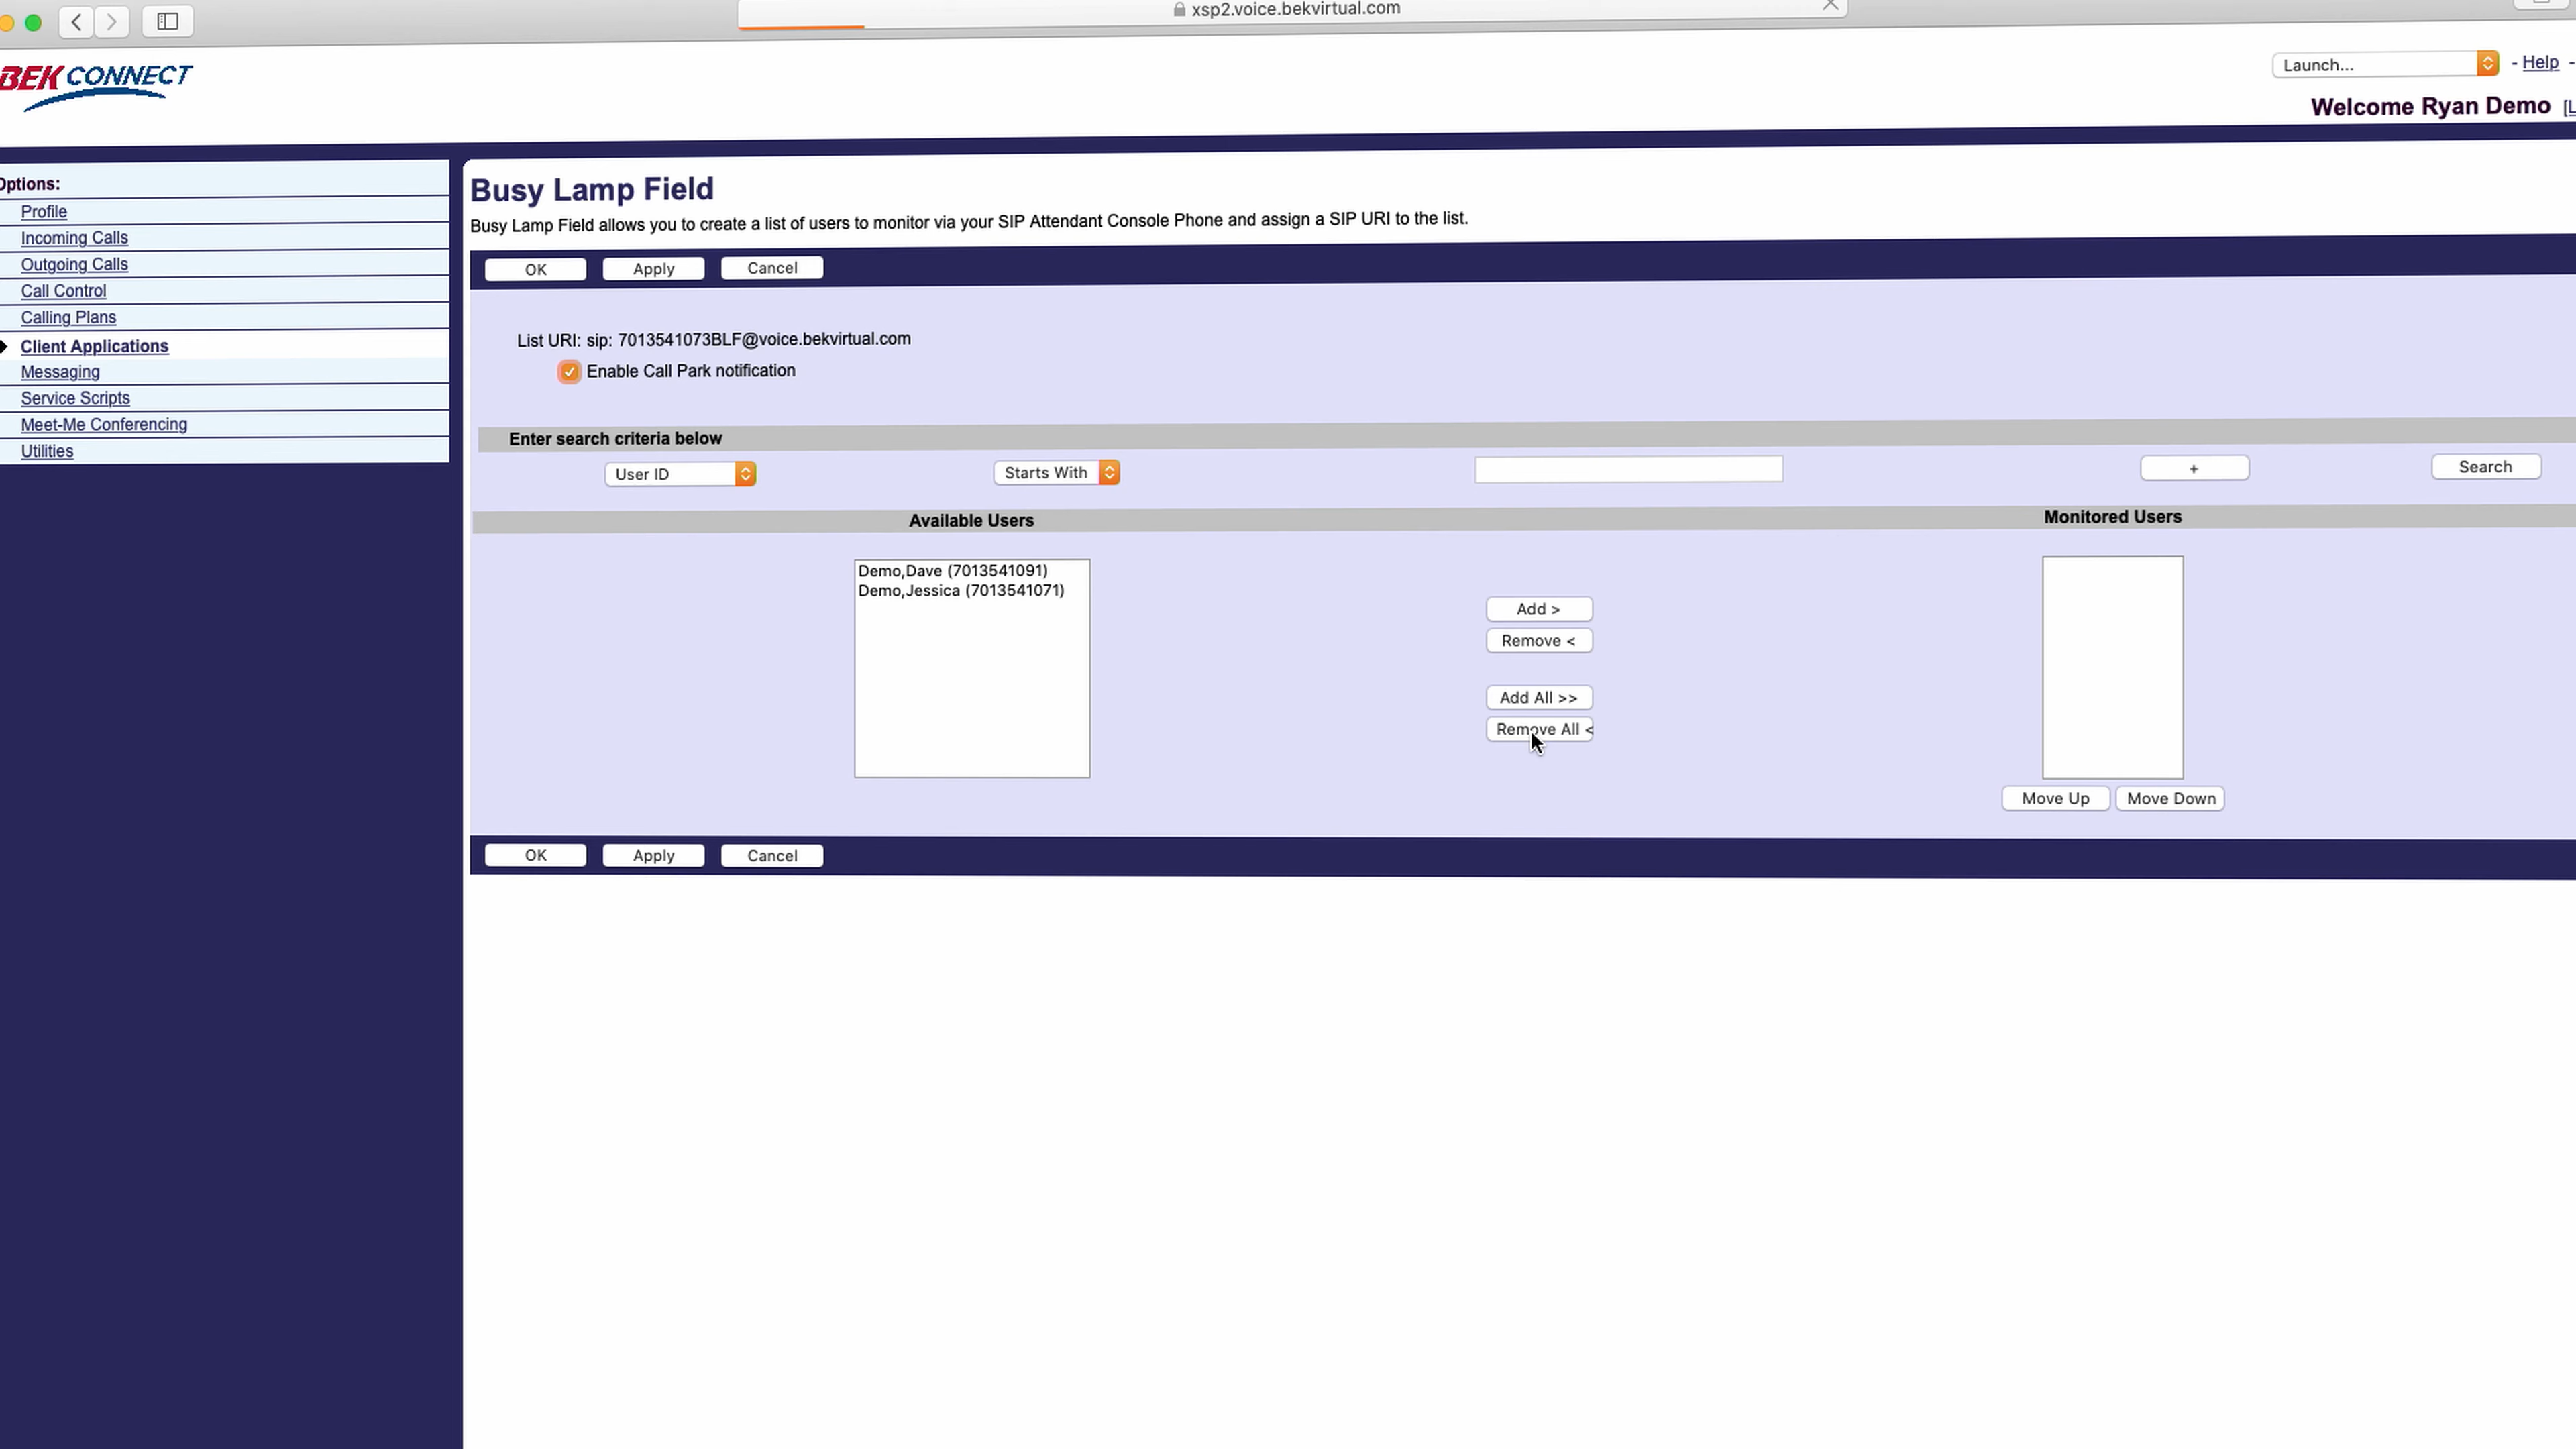 xsp2.voice.bekvirtual.com
BEK CONNECT
Launch...
- Help -
Welcome Ryan Demo
Options:
Profile
Incoming Calls
Outgoing Calls
Call Control
Calling Plans
Client Applications
Messaging
Service Scripts
Meet-Me Conferencing
Utilities
Busy Lamp Field
Busy Lamp Field allows you to create a list of users to monitor via your SIP Attendant Console Phone and assign a SIP URI to the list.
OK Apply Cancel
List URI: sip: 7013541073BLF@voice.bekvirtual.com
Enable Call Park notification
Enter search criteria below
User ID Starts With + Search
Available Users Monitored Users
Demo,Dave (7013541091)
Demo,Jessica (7013541071)
Add >
Remove <
Add All >>
Remove All <
Move Up Move Down
OK Apply Cancel